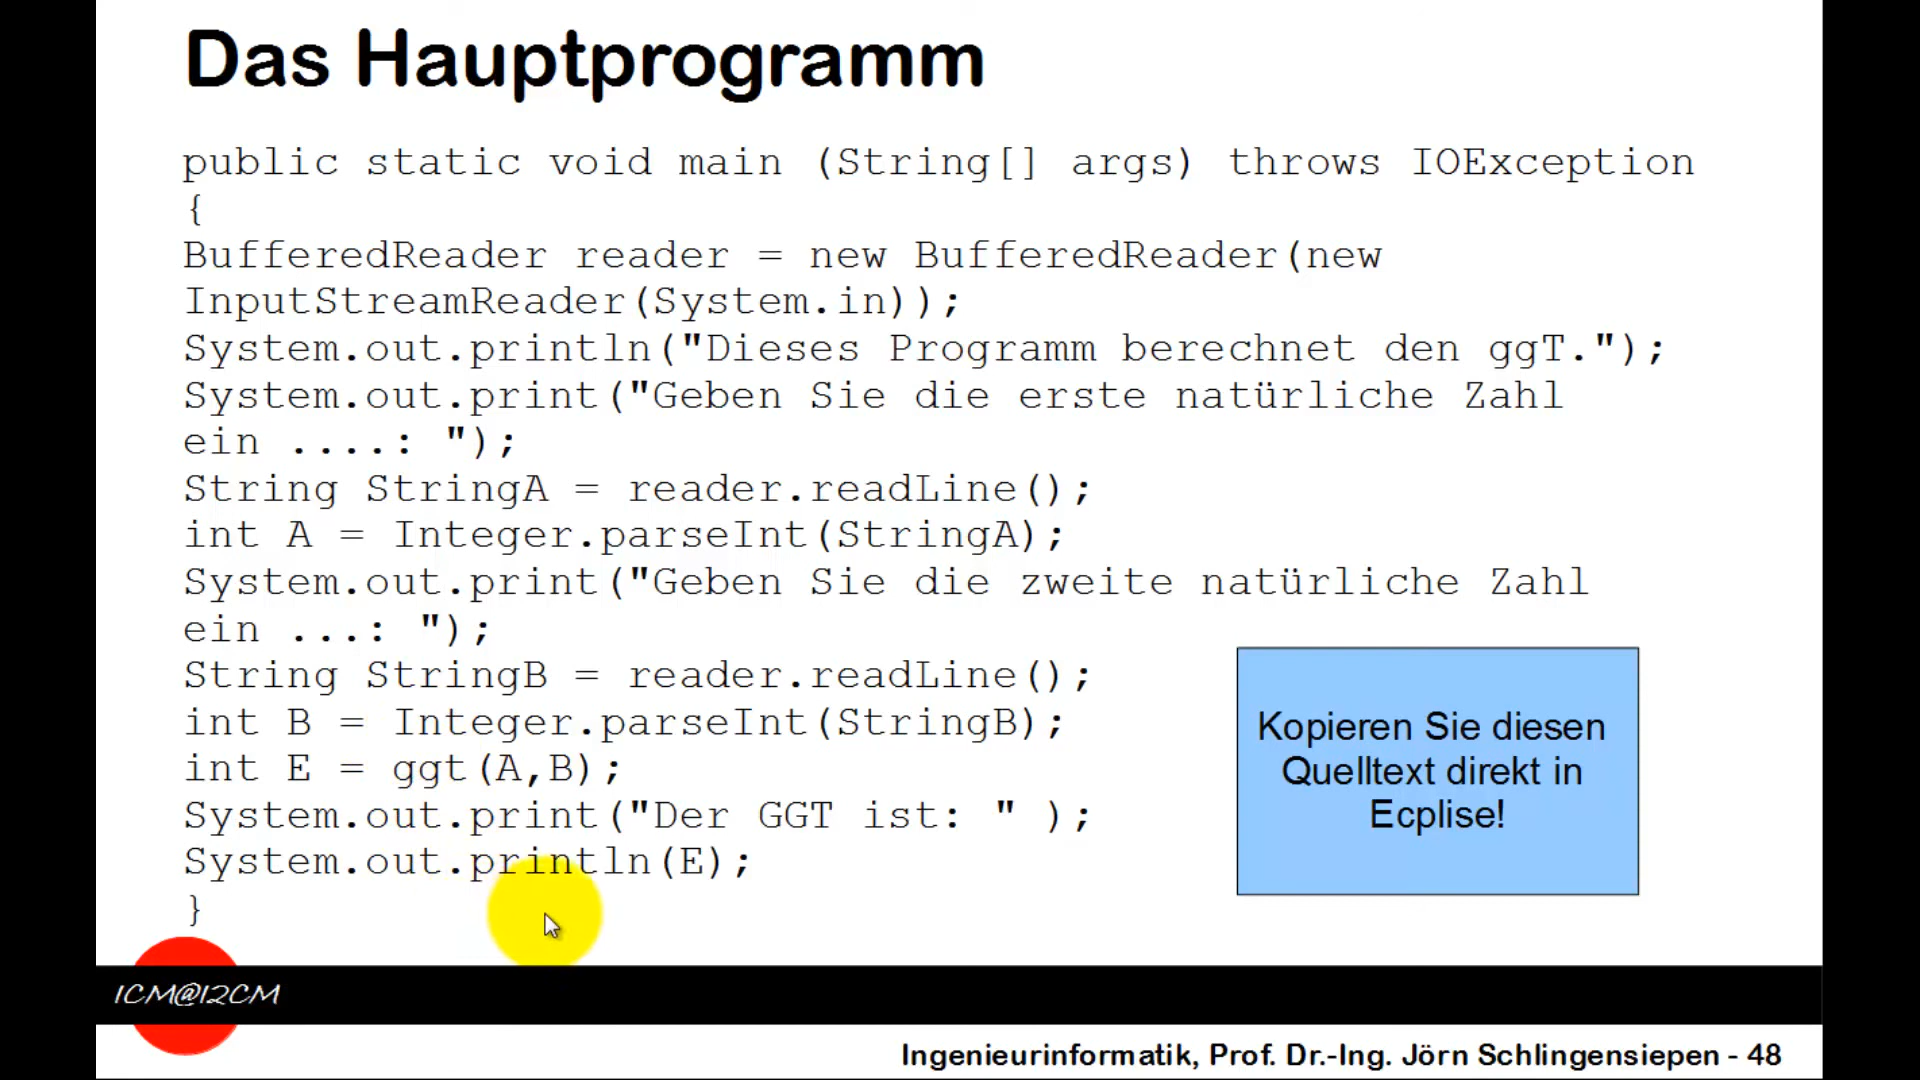 Das Hauptprogramm
public static void main (String[] args) throws IOException
{
BufferedReader reader = new BufferedReader(new
InputStreamReader(System.in));
System.out.println("Dieses Programm berechnet den ggT.");
System.out.print("Geben Sie die erste natürliche Zahl
ein ....: ");
String StringA = reader.readLine();
int A = Integer.parseInt(StringA);
System.out.print("Geben Sie die zweite natürliche Zahl
ein ...: ");
String StringB = reader.readLine();
int B = Integer.parseInt(StringB);
int E = ggt(A,B);
System.out.print("Der GGT ist: " );
System.out.println(E);
}
Kopieren Sie diesen
Quelltext direkt in
Ecplise!
ICM@I2CM
Ingenieurinformatik, Prof. Dr.-Ing. Jörn Schlingensiepen - 48